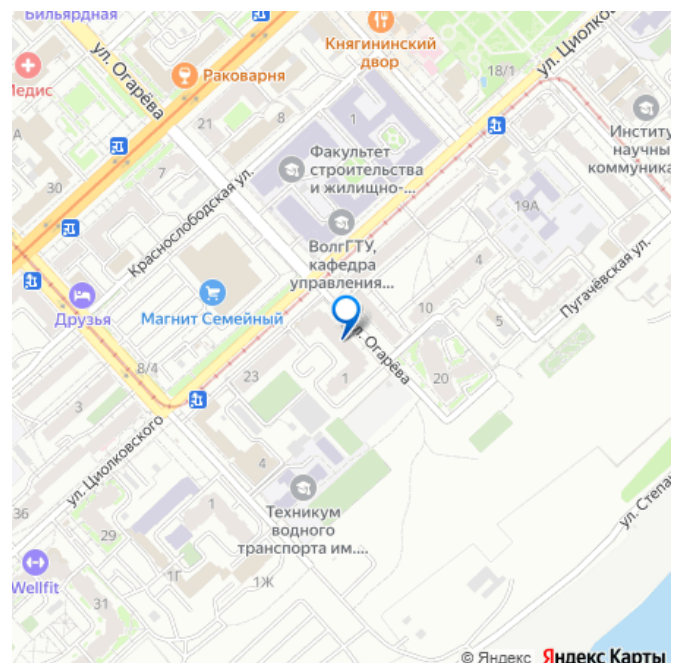 Бильярдная
ул. Огарёва
Княгининский
двор
ул. Циолков
18/1
Медис
Раковарня
21
8
1
Факультет
строительства
и жилищно-...
Институ
научны
коммуника
30
7
Краснослободская ул.
19А
ВолгГТУ,
кафедра
управления...
4
Пугачёвская ул.
Друзья
Магнит Семейный
10
5
ул. Огарёва
8/4
23
1
20
3
ул. Циолковского
4
Техникум
водного
транспорта им....
ул. Степа
36
29
1
1Г
1Ж
Wellfit
31
© Яндекс Яндекс Карты